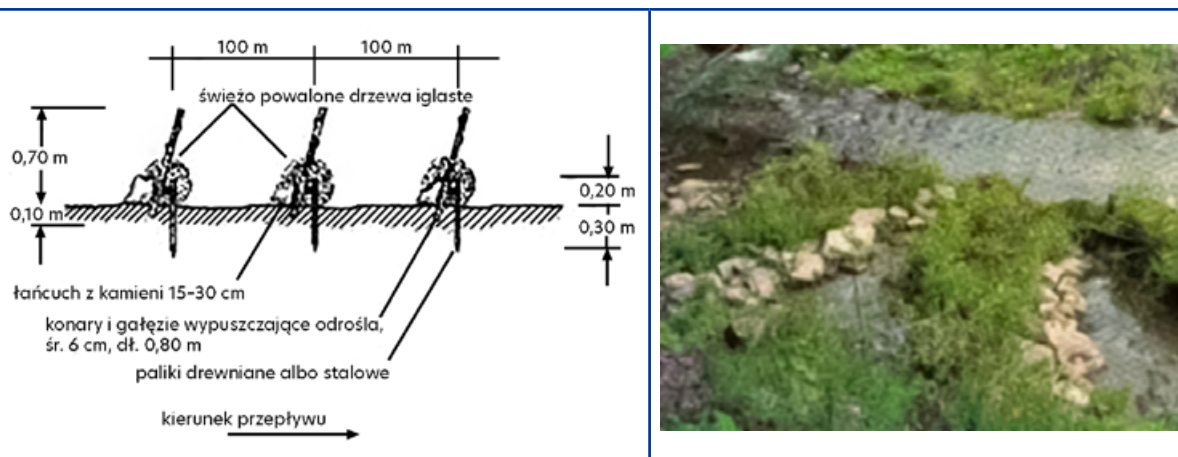 100 m
100 m
świeżo powalone drzewa iglaste
0,70 m
0,10 m
0,20 m
0,30 m
łańcuch z kamieni 15-30 cm
konary i gałęzie wypuszczające odrośla,
śr. 6 cm, dł. 0,80 m
paliki drewniane albo stalowe
kierunek przepływu